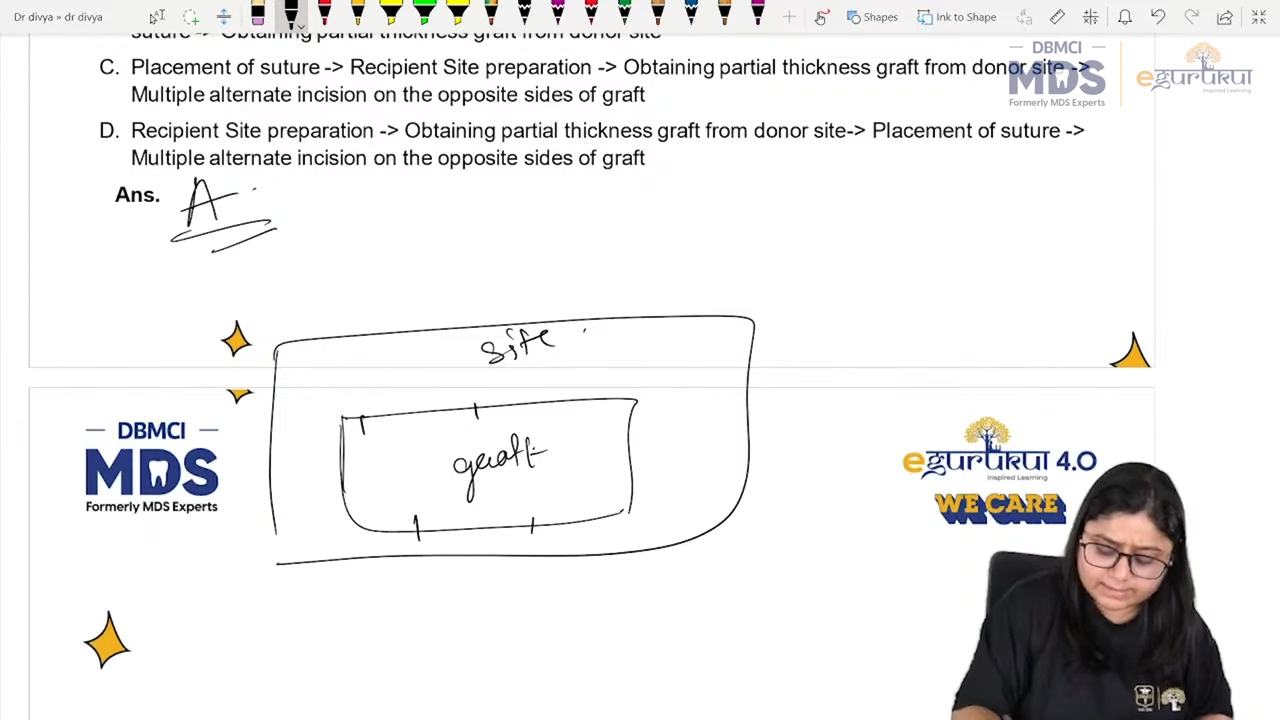 Dr divya » dr divya
Shapes
Ink to Shape
suture -> Obtaining partial thickness graft from donor site
C. Placement of suture -> Recipient Site preparation -> Obtaining partial thickness graft from donor site ->
Multiple alternate incision on the opposite sides of graft
D. Recipient Site preparation -> Obtaining partial thickness graft from donor site-> Placement of suture ->
Multiple alternate incision on the opposite sides of graft
DBMCI
MDS
Formerly MDS Experts
egurukul
Inspired Learning
Ans. A
site
graft
DBMCI
MDS
Formerly MDS Experts
egurukul 4.0
Inspired Learning
WE CARE